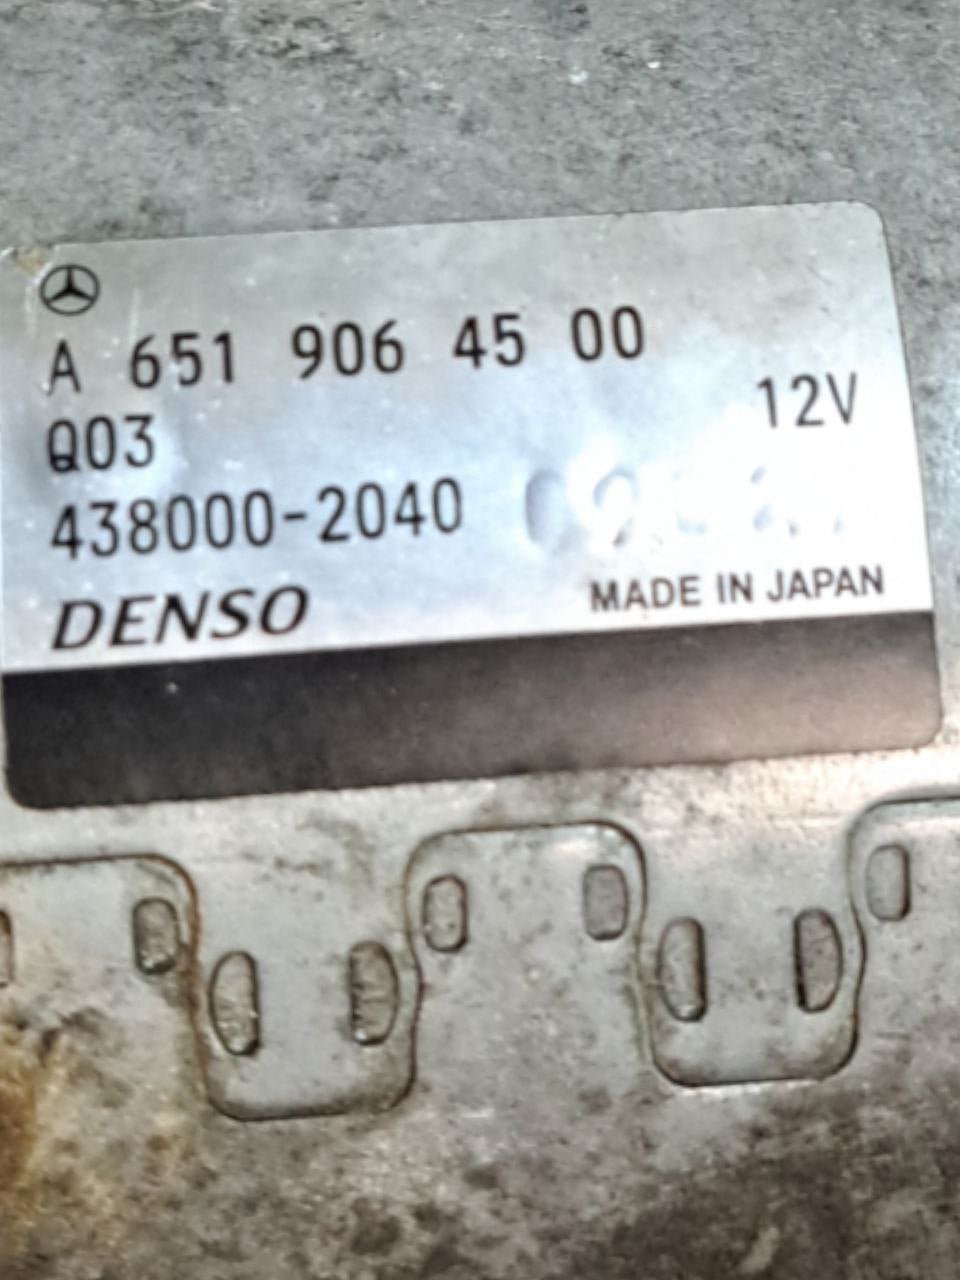 A 651 906 45 00
12V
Q03
438000-2040
DENSO
MADE IN JAPAN